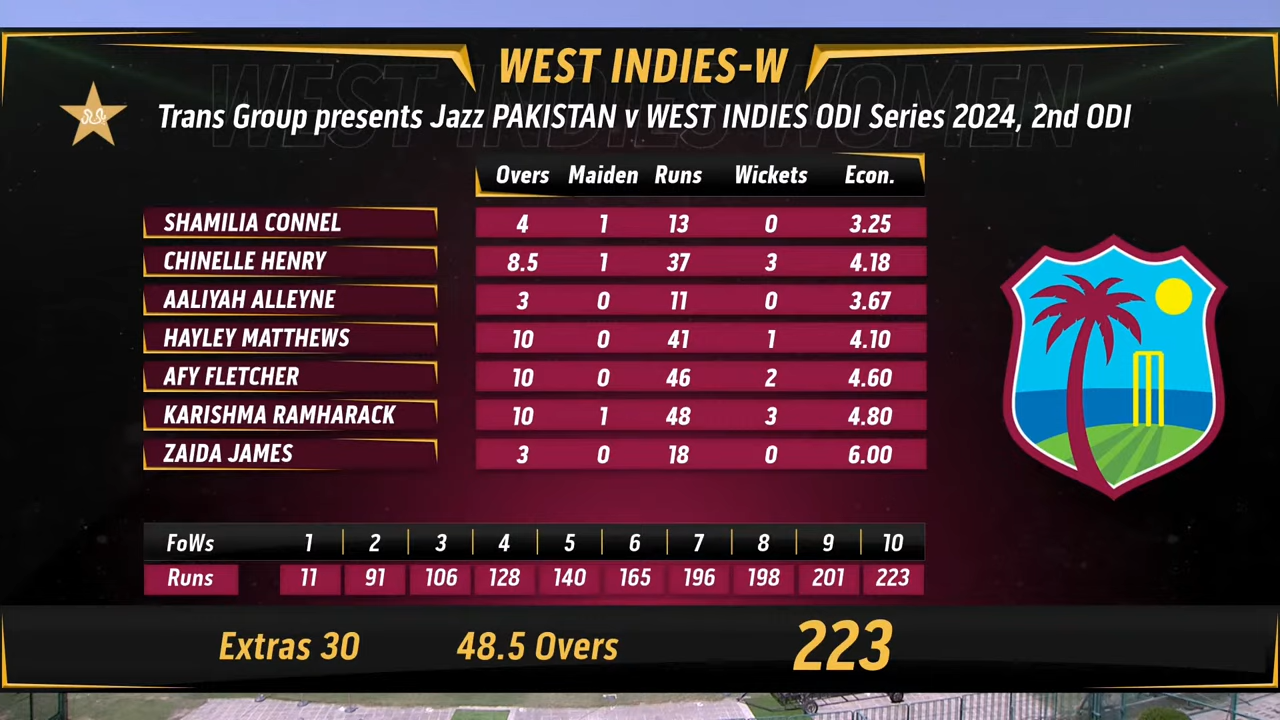 WEST INDIES-W
WEST INDIES WOMEN
Trans Group presents Jazz PAKISTAN v WEST INDIES ODI Series 2024, 2nd ODI
Overs Maiden Runs Wickets Econ.
SHAMILIA CONNEL 4 1 13 0 3.25
CHINELLE HENRY 8.5 1 37 3 4.18
AALIYAH ALLEYNE 3 0 11 0 3.67
HAYLEY MATTHEWS 10 0 41 1 4.10
AFY FLETCHER 10 0 46 2 4.60
KARISHMA RAMHARACK 10 1 48 3 4.80
ZAIDA JAMES 3 0 18 0 6.00
FoWs 1 2 3 4 5 6 7 8 9 10
Runs 11 91 106 128 140 165 196 198 201 223
Extras 30 48.5 Overs 223